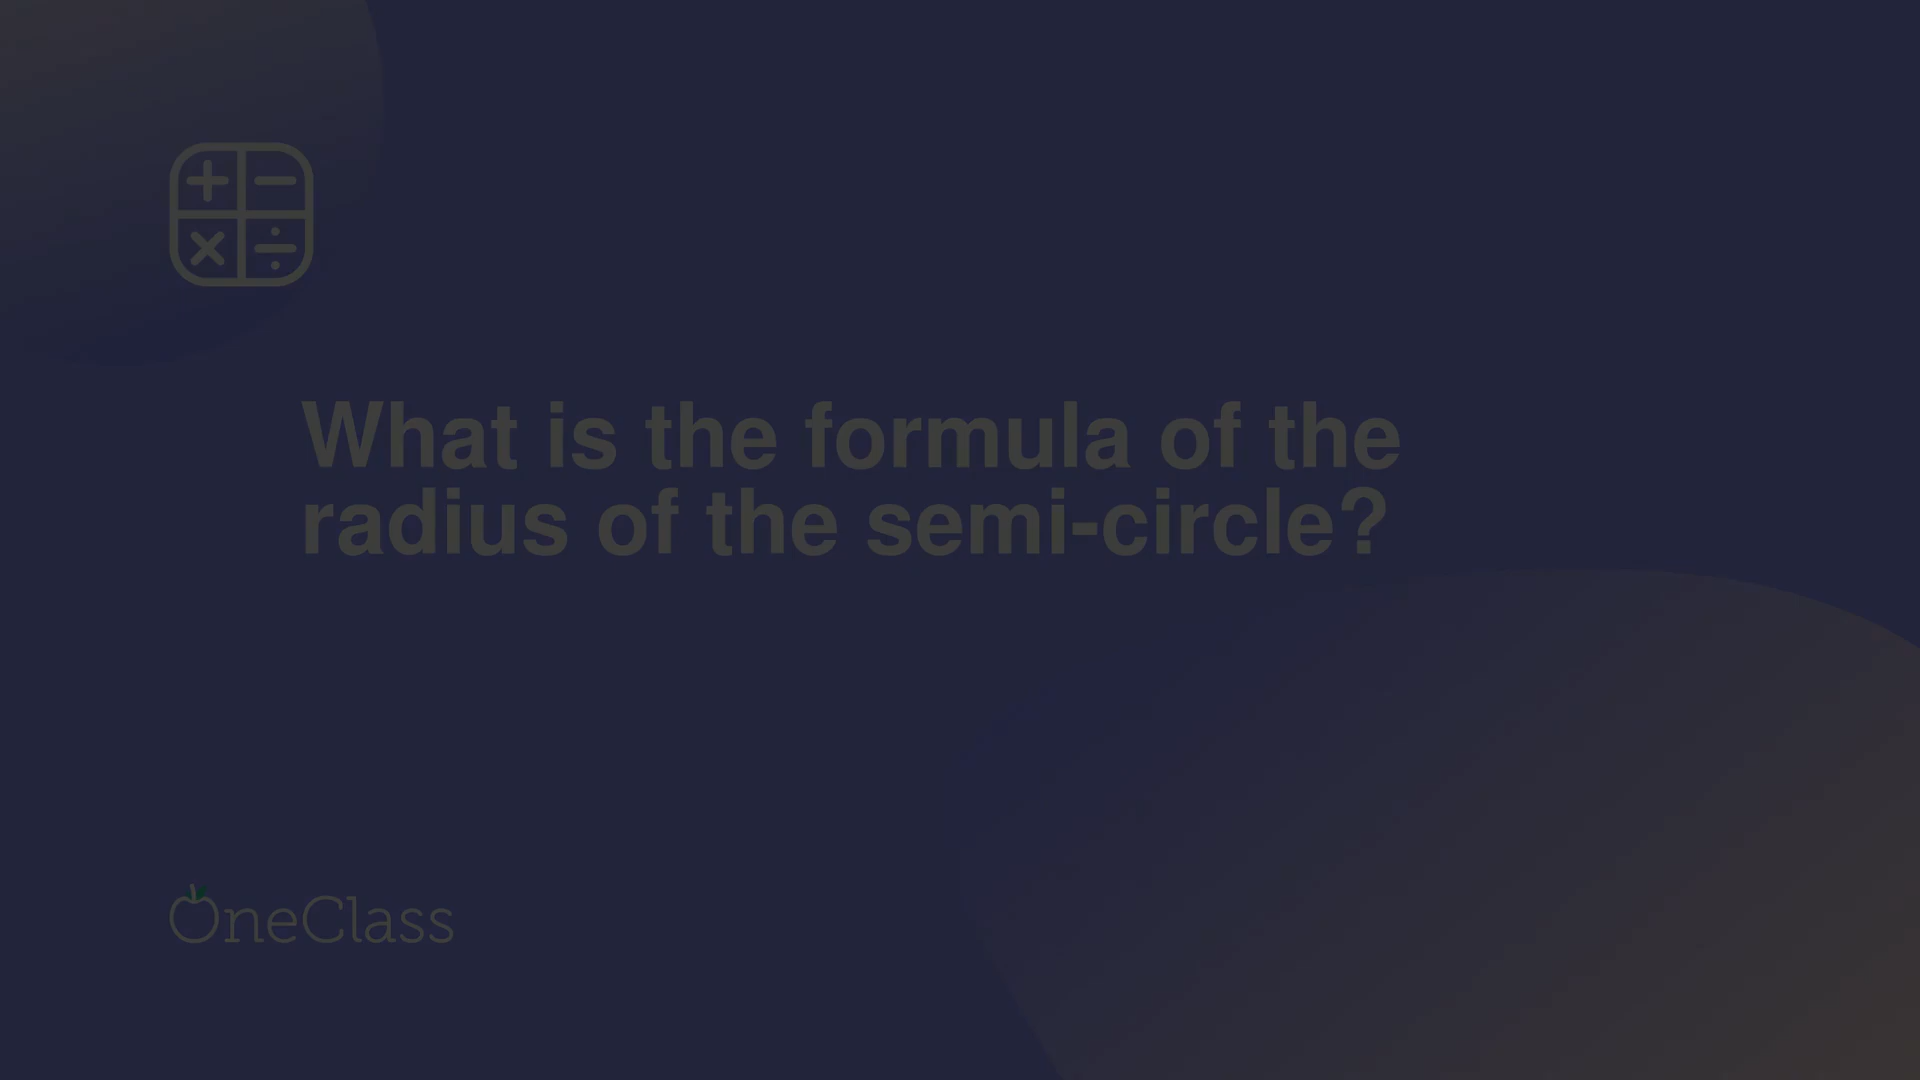 What is the formula of the
radius of the semi-circle?
OneClass